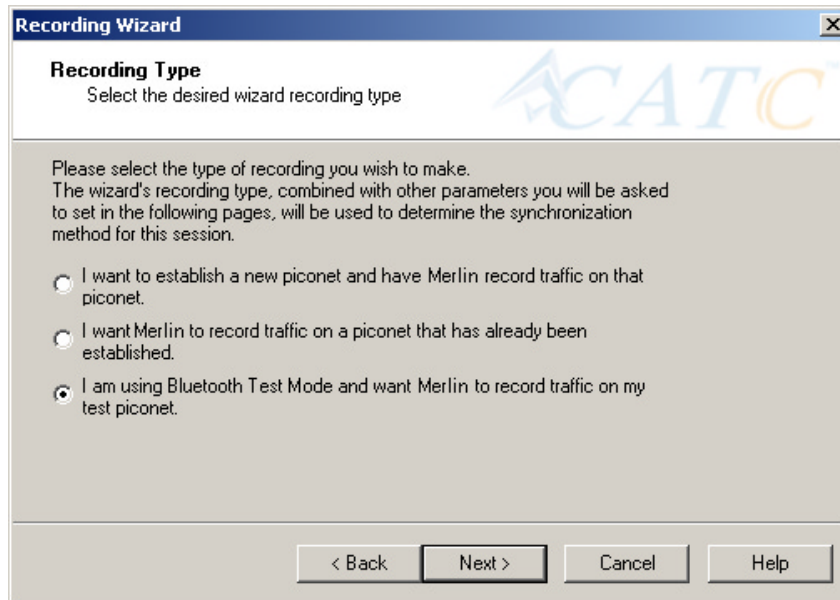 Recording Wizard
Recording Type
Select the desired wizard recording type
CATC
Please select the type of recording you wish to make.
The wizard's recording type, combined with other parameters you will be asked
to set in the following pages, will be used to determine the synchronization
method for this session.
I want to establish a new piconet and have Merlin record traffic on that
piconet.
I want Merlin to record traffic on a piconet that has already been
established.
I am using Bluetooth Test Mode and want Merlin to record traffic on my
test piconet.
< Back Next > Cancel Help